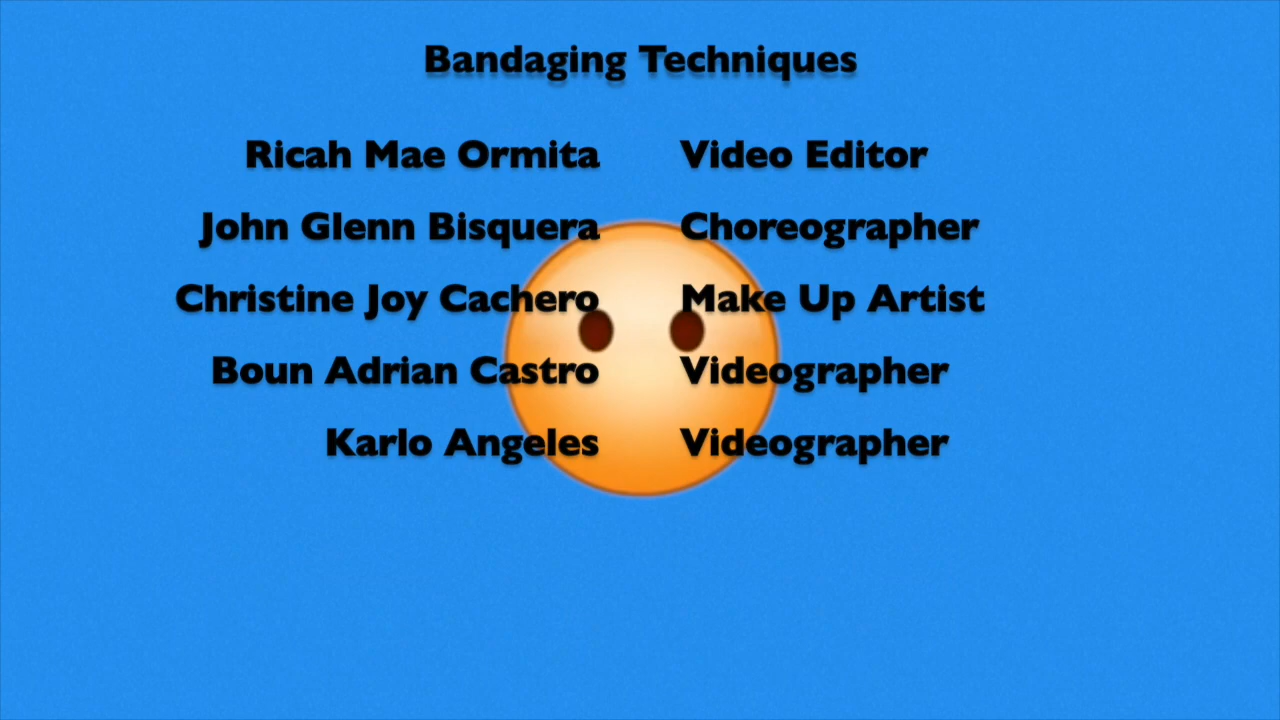 Bandaging Techniques
Ricah Mae Ormita Video Editor
John Glenn Bisquera Choreographer
Christine Joy Cachero Make Up Artist
Boun Adrian Castro Videographer
Karlo Angeles Videographer